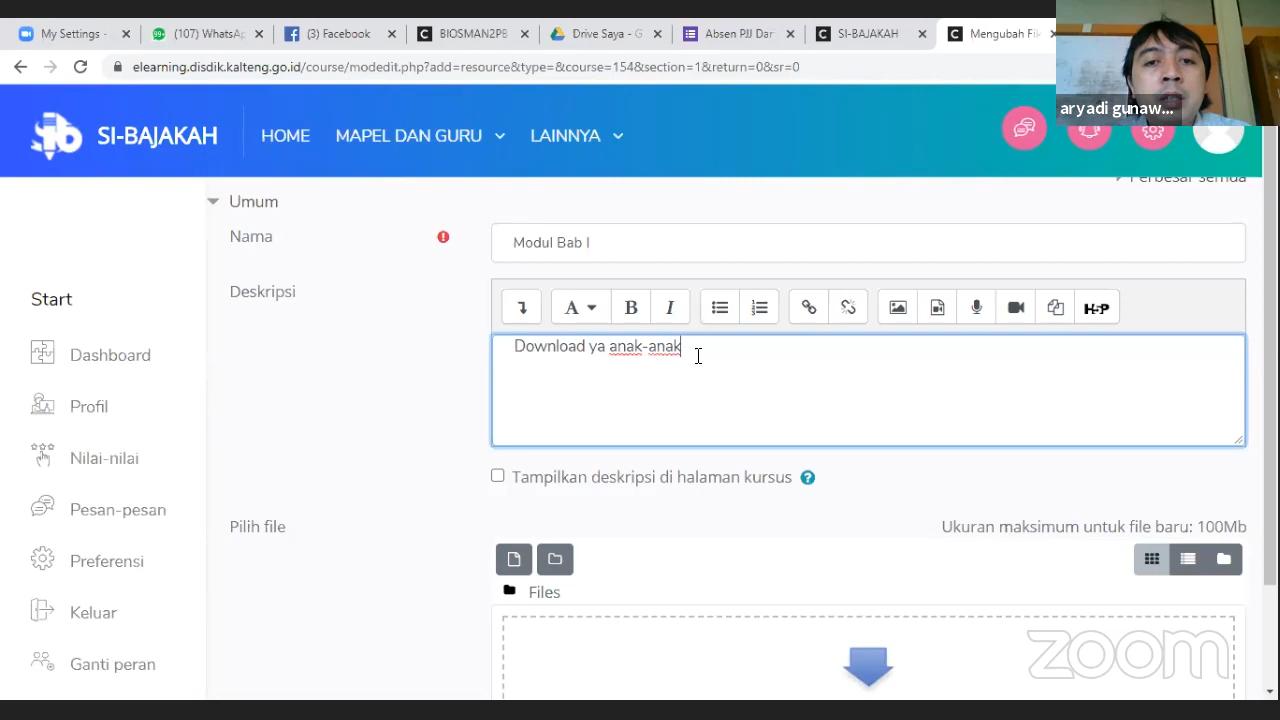 My Settings -
(107) WhatsAp
(3) Facebook
BIOSMAN2PB
Drive Saya - G
Absen PJJ Dar
SI-BAJAKAH
Mengubah Fil
elearning.disdik.kalteng.go.id/course/modedit.php?add=resource&type=&course=154&section=1&return=0&sr=0
aryadi gunaw...
SI-BAJAKAH
HOME
MAPEL DAN GURU
LAINNYA
Perbesar semua
Umum
Nama
Modul Bab I
Deskripsi
A
B
I
H5P
Download ya anak-anak
Tampilkan deskripsi di halaman kursus
Pilih file
Ukuran maksimum untuk file baru: 100Mb
Files
Start
Dashboard
Profil
Nilai-nilai
Pesan-pesan
Preferensi
Keluar
Ganti peran
zoom